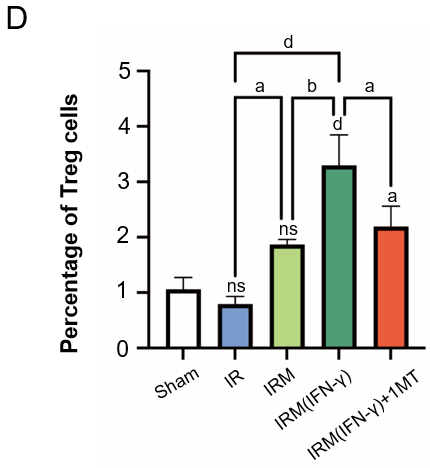 D
d
a
b
a
5
Percentage of Treg cells
4
d
3
a
2
ns
1
ns
0
Sham
IR
IRM
IRM(IFN-γ)
IRM(IFN-γ)+1MT